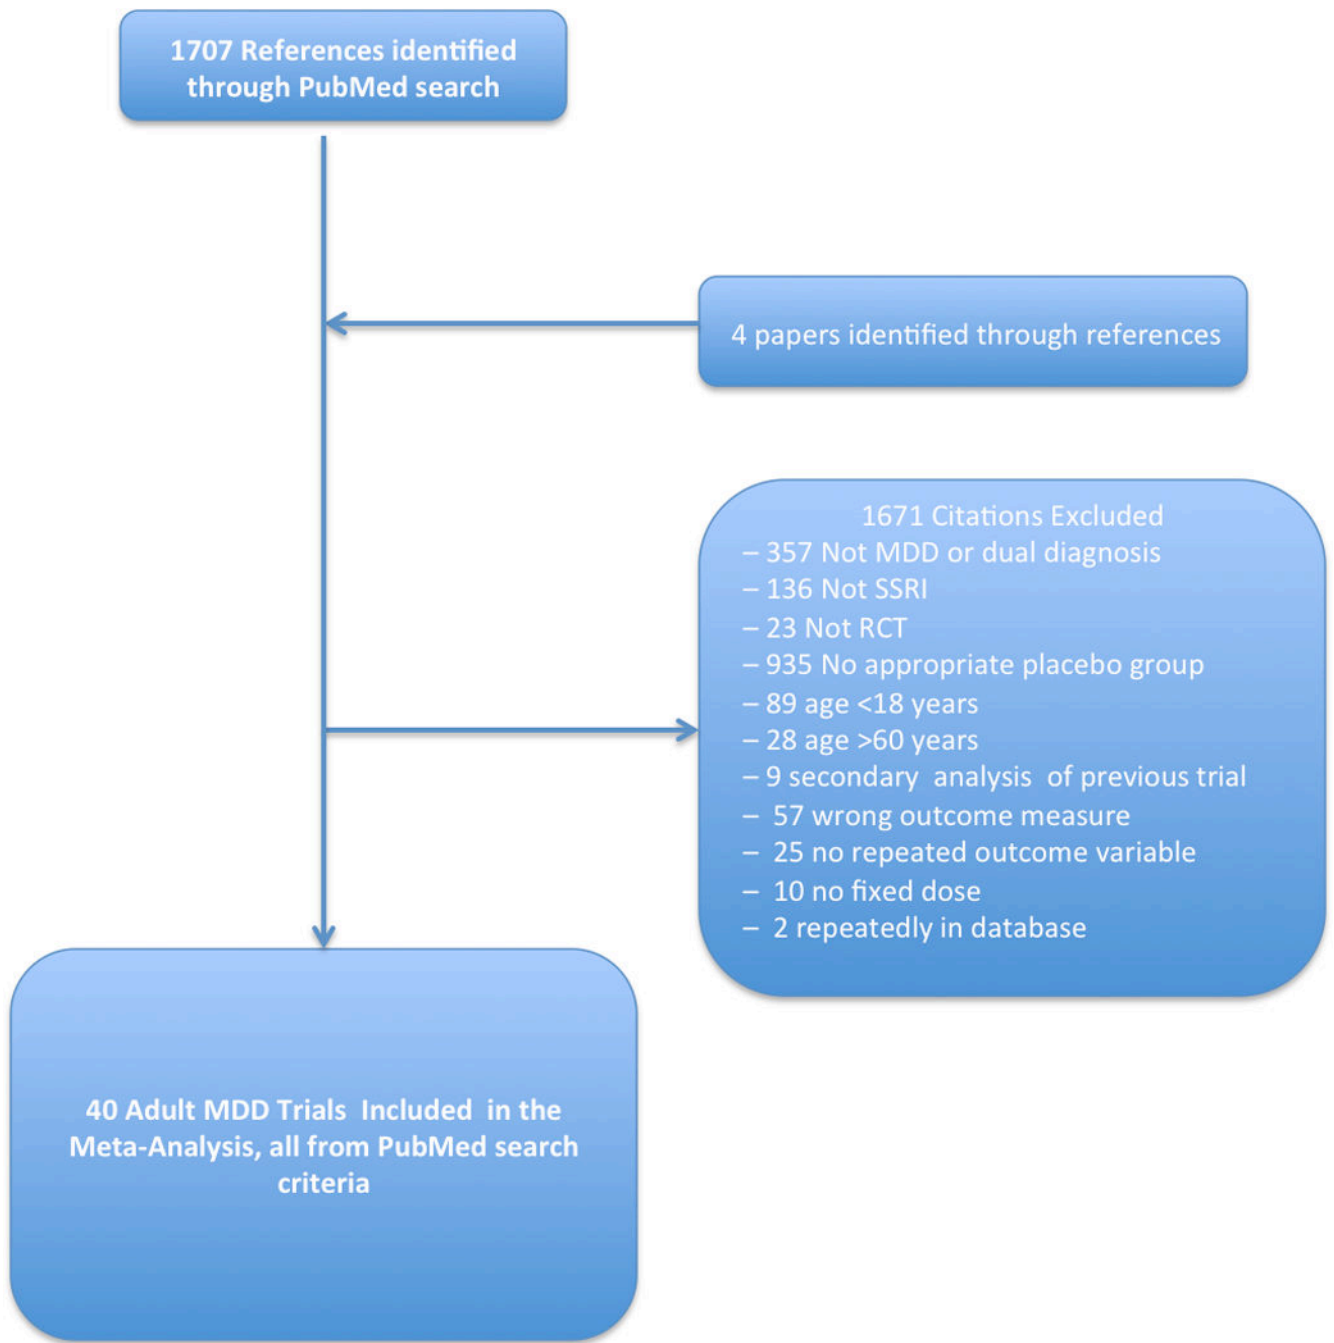 1707 References identified
through PubMed search
4 papers identified through references
1671 Citations Excluded
– 357 Not MDD or dual diagnosis
– 136 Not SSRI
– 23 Not RCT
– 935 No appropriate placebo group
– 89 age <18 years
– 28 age >60 years
– 9 secondary analysis of previous trial
– 57 wrong outcome measure
– 25 no repeated outcome variable
– 10 no fixed dose
– 2 repeatedly in database
40 Adult MDD Trials Included in the
Meta-Analysis, all from PubMed search
criteria